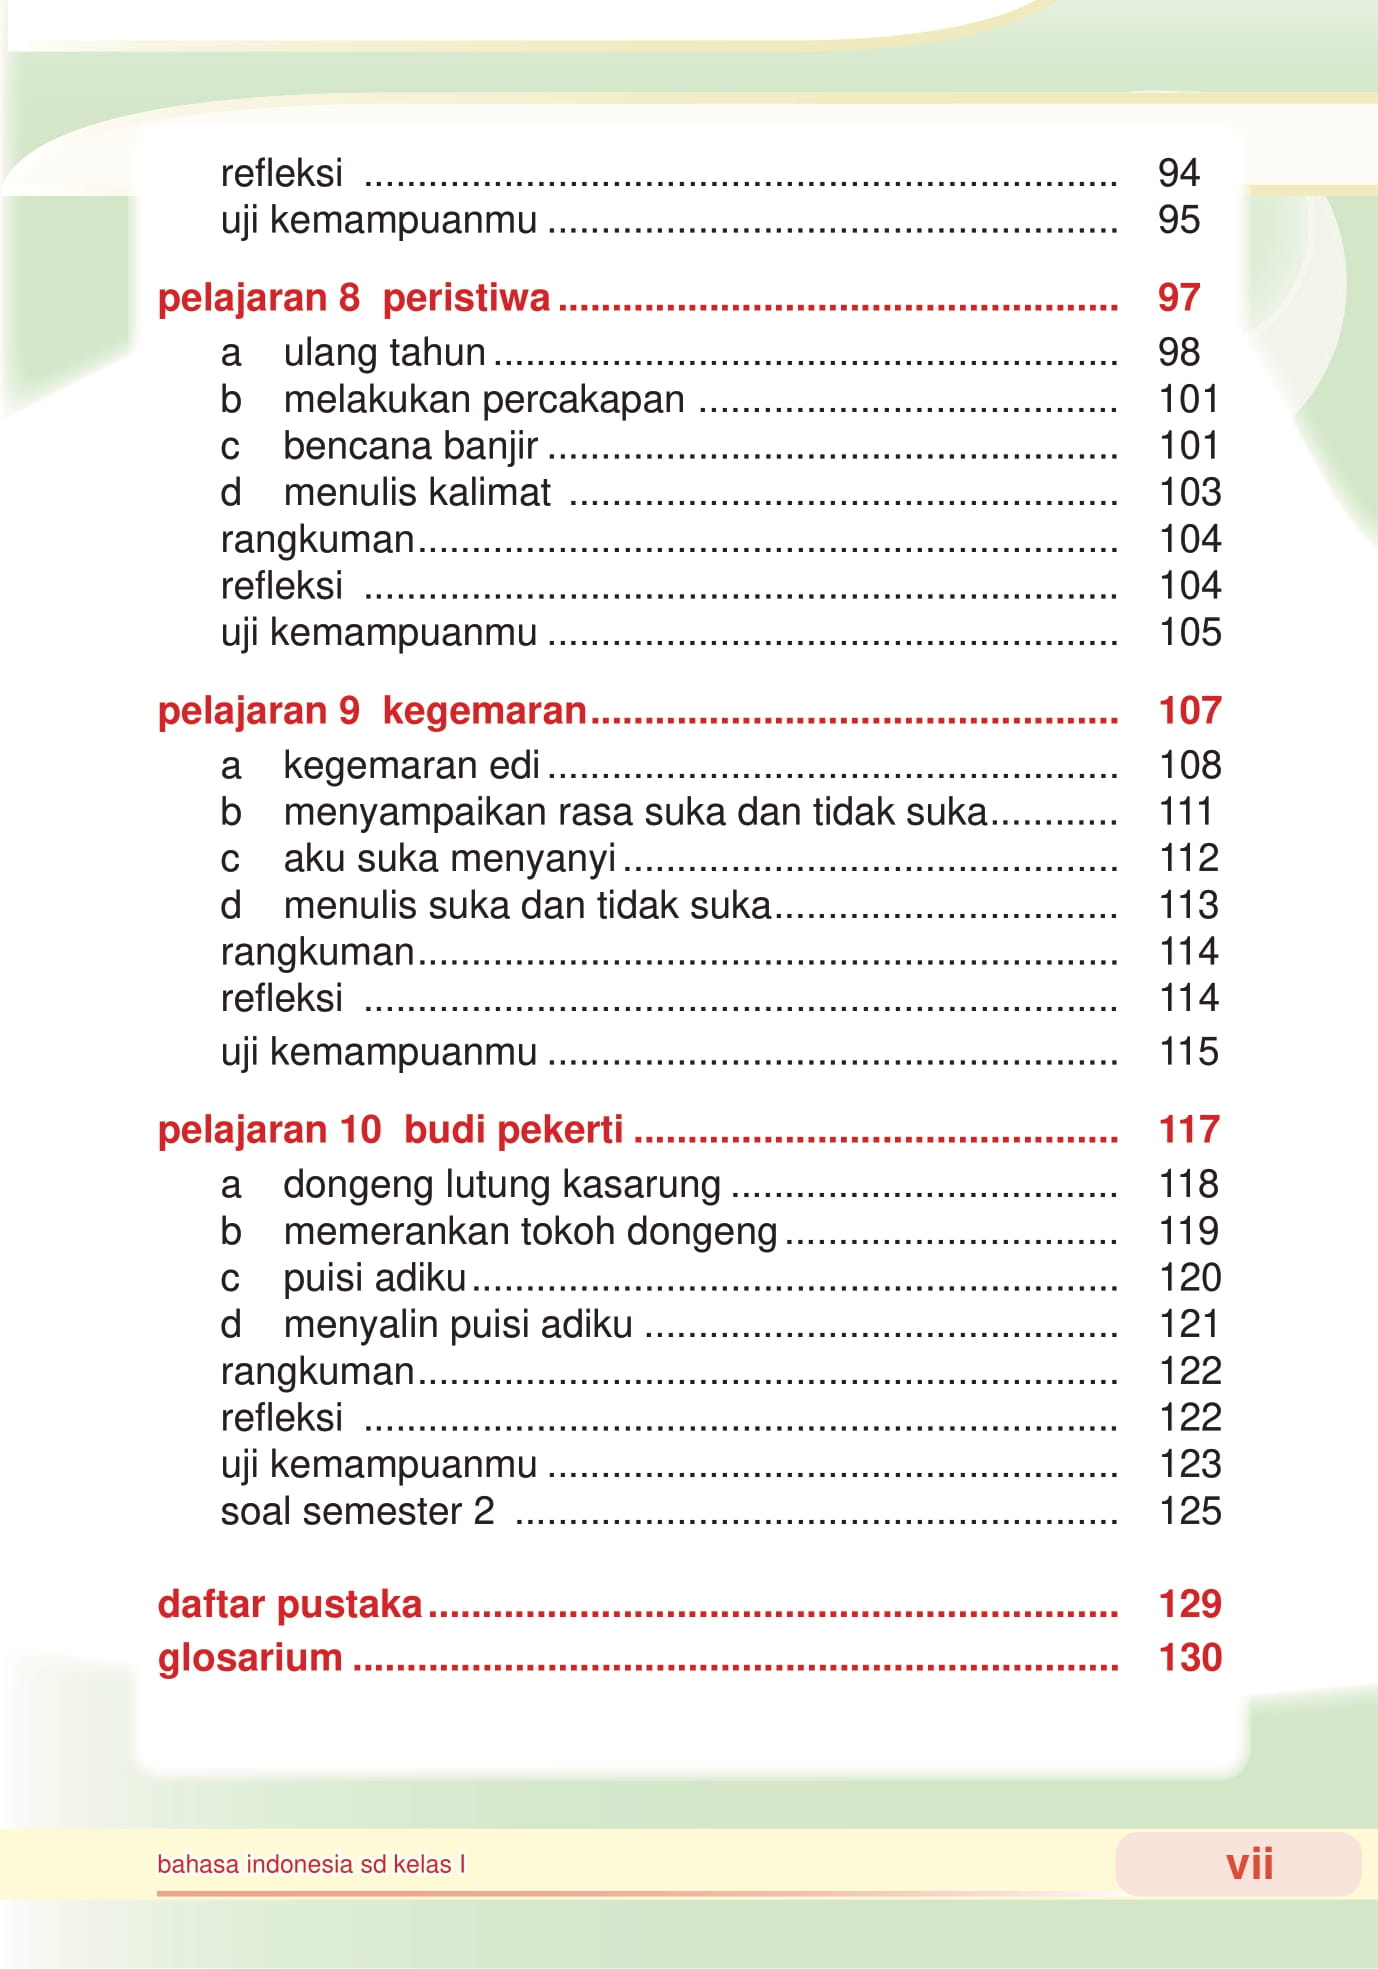 refleksi ........................................................................ 94
uji kemampuanmu ...................................................... 95
pelajaran 8 peristiwa .................................................... 97
a ulang tahun ........................................................... 98
b melakukan percakapan ........................................ 101
c bencana banjir ...................................................... 101
d menulis kalimat .................................................... 103
rangkuman.................................................................. 104
refleksi ........................................................................ 104
uji kemampuanmu ...................................................... 105
pelajaran 9 kegemaran................................................. 107
a kegemaran edi ...................................................... 108
b menyampaikan rasa suka dan tidak suka............ 111
c aku suka menyanyi ............................................... 112
d menulis suka dan tidak suka................................ 113
rangkuman.................................................................. 114
refleksi ........................................................................ 114
uji kemampuanmu ...................................................... 115
pelajaran 10 budi pekerti ............................................. 117
a dongeng lutung kasarung .................................... 118
b memerankan tokoh dongeng ............................... 119
c puisi adiku ............................................................. 120
d menyalin puisi adiku ............................................. 121
rangkuman.................................................................. 122
refleksi ........................................................................ 122
uji kemampuanmu ...................................................... 123
soal semester 2 ......................................................... 125
daftar pustaka ................................................................ 129
glosarium ....................................................................... 130
bahasa indonesia sd kelas I
vii